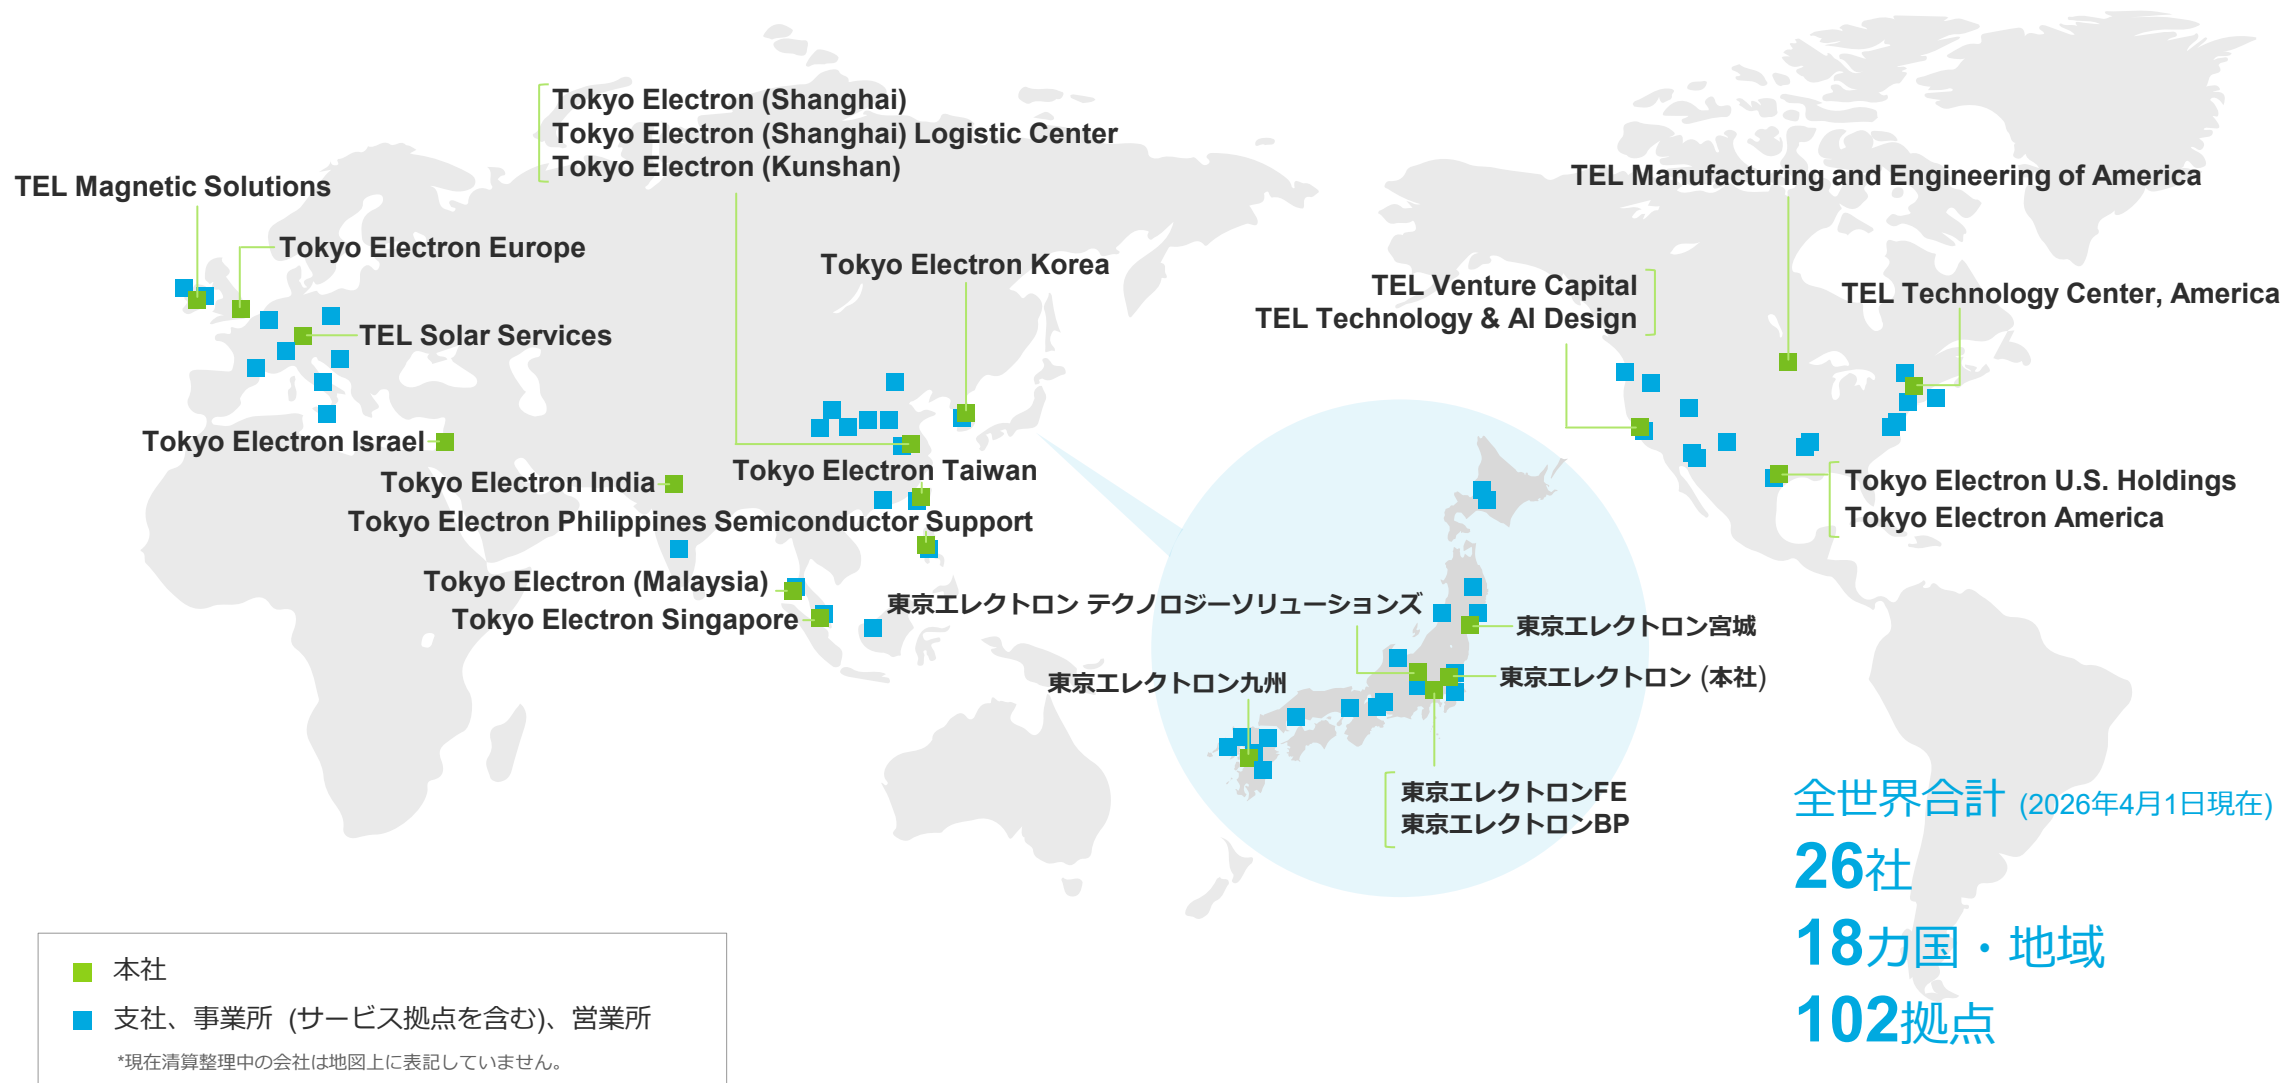 Tokyo Electron (Shanghai)
Tokyo Electron (Shanghai) Logistic Center
Tokyo Electron (Kunshan)
TEL Magnetic Solutions
Tokyo Electron Europe
Tokyo Electron Korea
TEL Solar Services
Tokyo Electron Israel
Tokyo Electron India
Tokyo Electron Taiwan
Tokyo Electron Philippines Semiconductor Support
Tokyo Electron (Malaysia)
Tokyo Electron Singapore
TEL Manufacturing and Engineering of America
TEL Venture Capital
TEL Technology & AI Design
TEL Technology Center, America
Tokyo Electron U.S. Holdings
Tokyo Electron America
東京エレクトロン テクノロジーソリューションズ
東京エレクトロン宮城
東京エレクトロン (本社)
東京エレクトロン九州
東京エレクトロンFE
東京エレクトロンBP
全世界合計 (2026年4月1日現在)
26社
18カ国・地域
102拠点
本社
支社、事業所 (サービス拠点を含む)、営業所
*現在清算整理中の会社は地図上に表記していません。